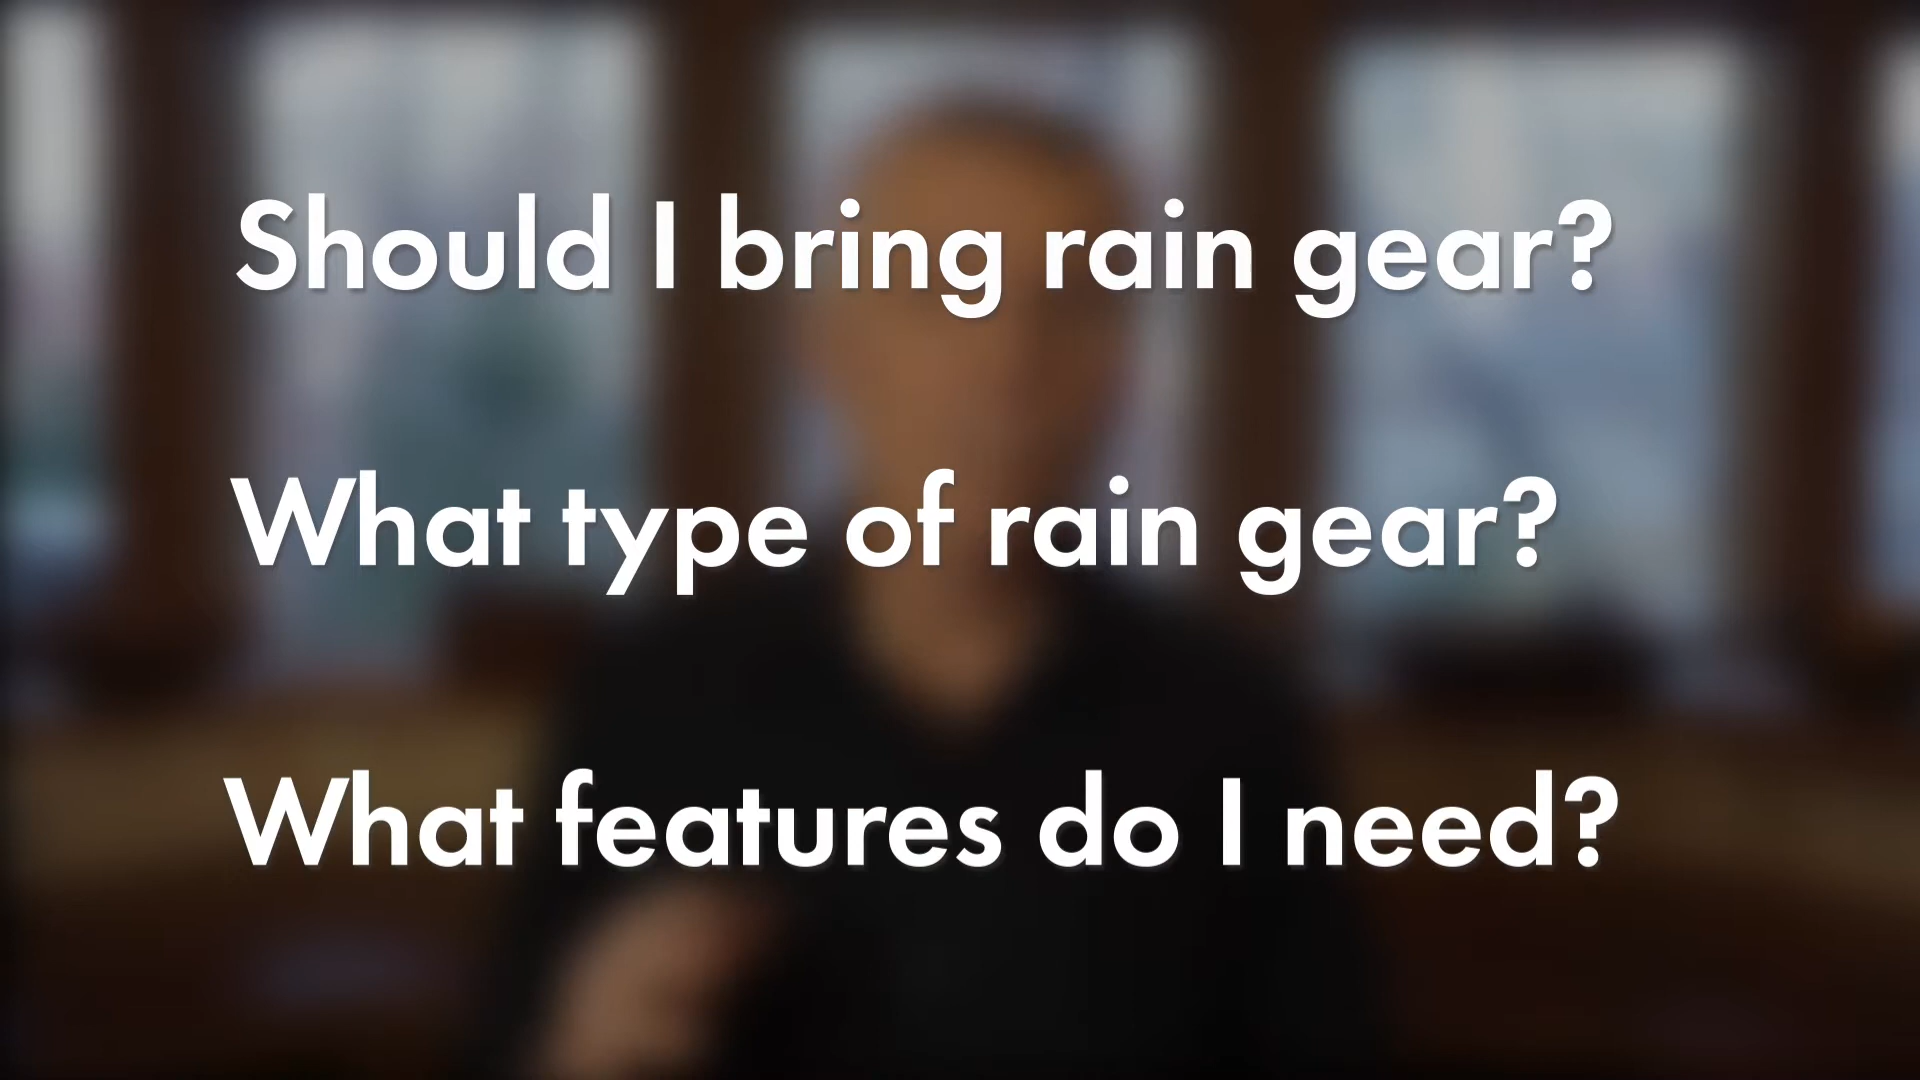 Should I bring rain gear?
What type of rain gear?
What features do I need?